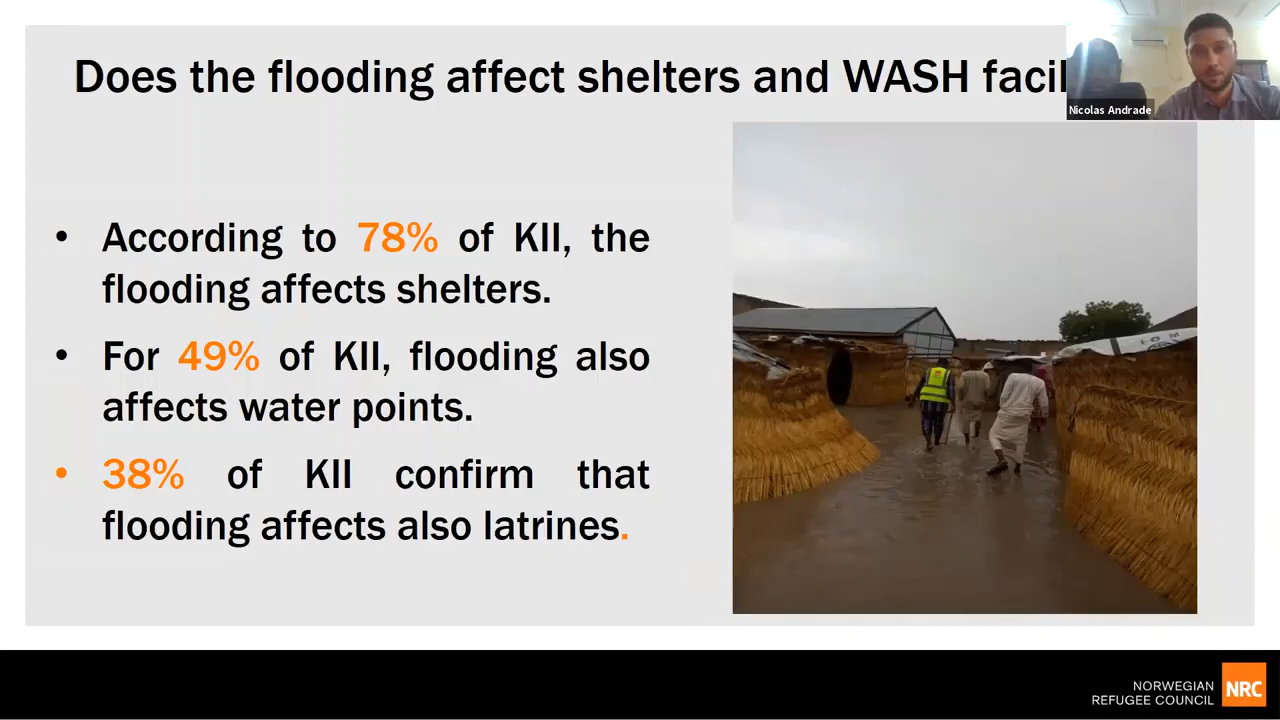 Does the flooding affect shelters and WASH facil
Nicolas Andrade
• According to 78% of KII, the
flooding affects shelters.
• For 49% of KII, flooding also
affects water points.
• 38% of KII confirm that
flooding affects also latrines.
NORWEGIAN
REFUGEE COUNCIL
NRC